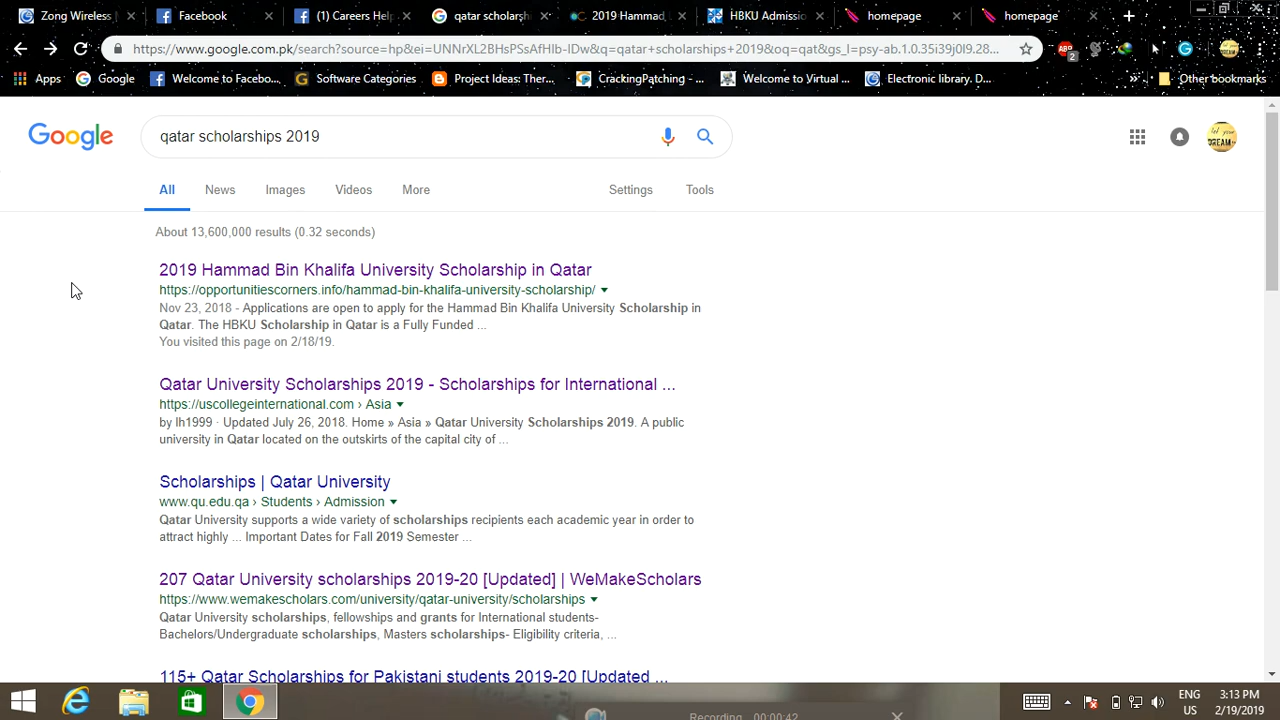 Zong Wireless
Facebook
(1) Careers Help
qatar scholarsh
2019 Hammad
HBKU Admissio
homepage
homepage
https://www.google.com.pk/search?source=hp&ei=UNNrXL2BHsPSsAfHIb-IDw&q=qatar+scholarships+2019&oq=qat&gs_l=psy-ab.1.0.35i39j0l9.28...
ABP
2
Apps
Google
Welcome to Facebo...
Software Categories
Project Ideas: Ther...
CrackingPatching - ...
Welcome to Virtual ...
Electronic library. D...
»
Other bookmarks
Google
qatar scholarships 2019
All
News
Images
Videos
More
Settings
Tools
About 13,600,000 results (0.32 seconds)
2019 Hammad Bin Khalifa University Scholarship in Qatar
https://opportunitiescorners.info/hammad-bin-khalifa-university-scholarship/
Nov 23, 2018 - Applications are open to apply for the Hammad Bin Khalifa University Scholarship in
Qatar. The HBKU Scholarship in Qatar is a Fully Funded ...
You visited this page on 2/18/19.
Qatar University Scholarships 2019 - Scholarships for International ...
https://uscollegeinternational.com › Asia
by lh1999 · Updated July 26, 2018. Home » Asia » Qatar University Scholarships 2019. A public
university in Qatar located on the outskirts of the capital city of ...
Scholarships | Qatar University
www.qu.edu.qa › Students › Admission
Qatar University supports a wide variety of scholarships recipients each academic year in order to
attract highly ... Important Dates for Fall 2019 Semester ...
207 Qatar University scholarships 2019-20 [Updated] | WeMakeScholars
https://www.wemakescholars.com/university/qatar-university/scholarships
Qatar University scholarships, fellowships and grants for International students-
Bachelors/Undergraduate scholarships, Masters scholarships- Eligibility criteria, ...
115+ Qatar Scholarships for Pakistani students 2019-20 [Updated ...
Recording 00:00:42
ENG
US
3:13 PM
2/19/2019